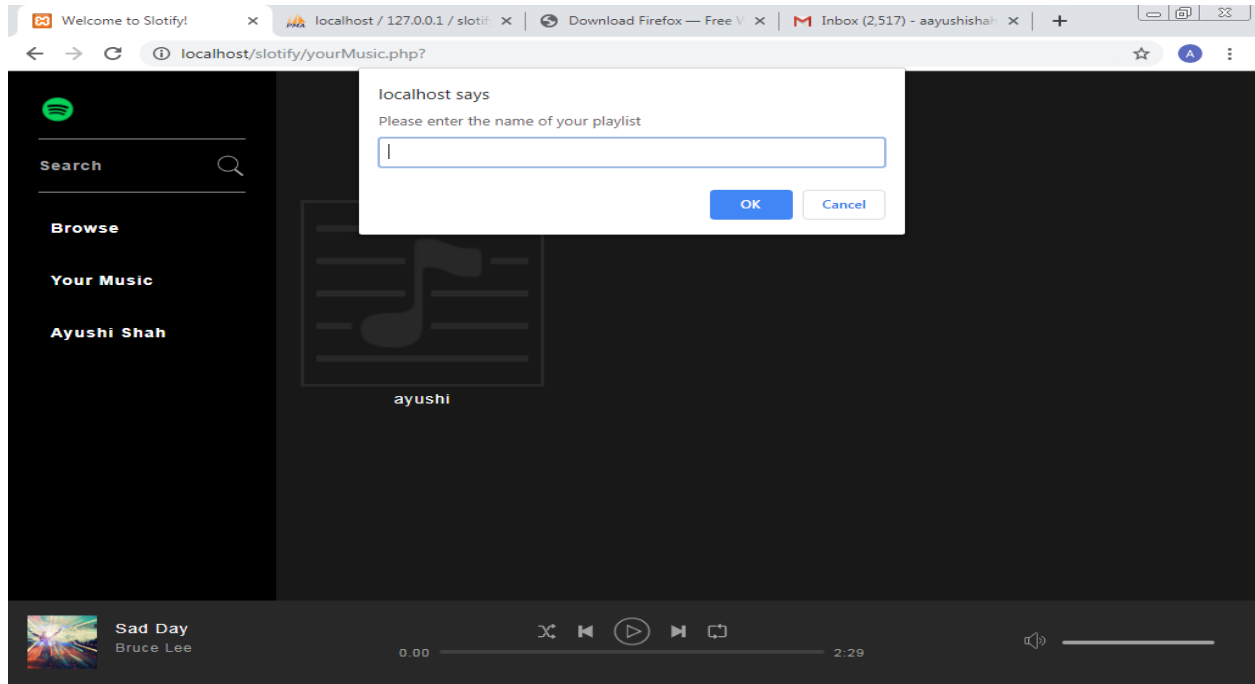 Welcome to Slotify!
localhost / 127.0.0.1 / slotif
Download Firefox — Free
Inbox (2,517) - aayushishah
localhost/slotify/yourMusic.php?
A
localhost says
Please enter the name of your playlist
OK
Cancel
Search
Browse
Your Music
Ayushi Shah
ayushi
Sad Day
Bruce Lee
0.00
2:29